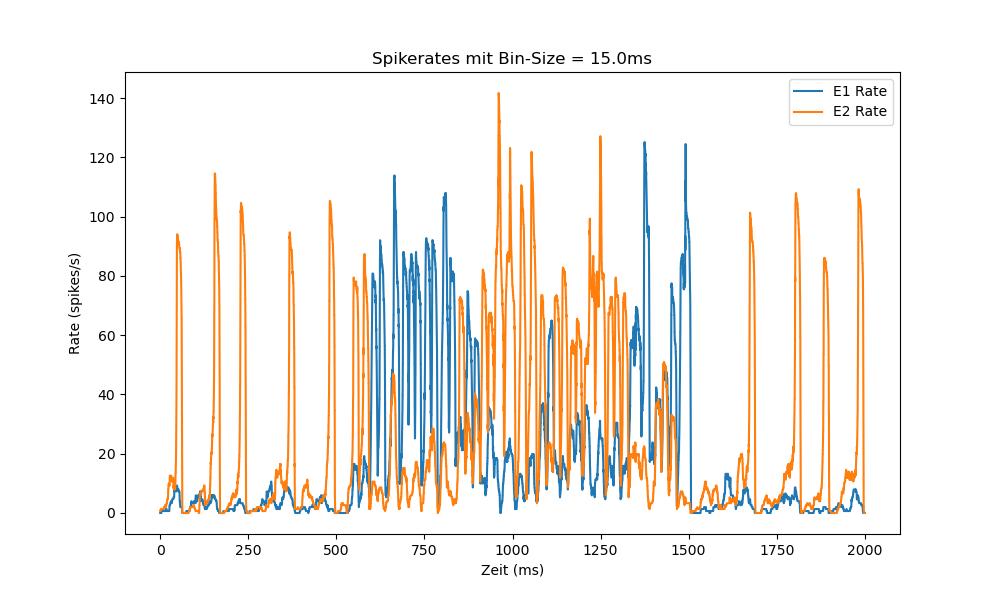 Spikerates mit Bin-Size = 15.0ms
E1 Rate
E2 Rate
Rate (spikes/s)
140
120
100
80
60
40
20
0
0 250 500 750 1000 1250 1500 1750 2000
Zeit (ms)